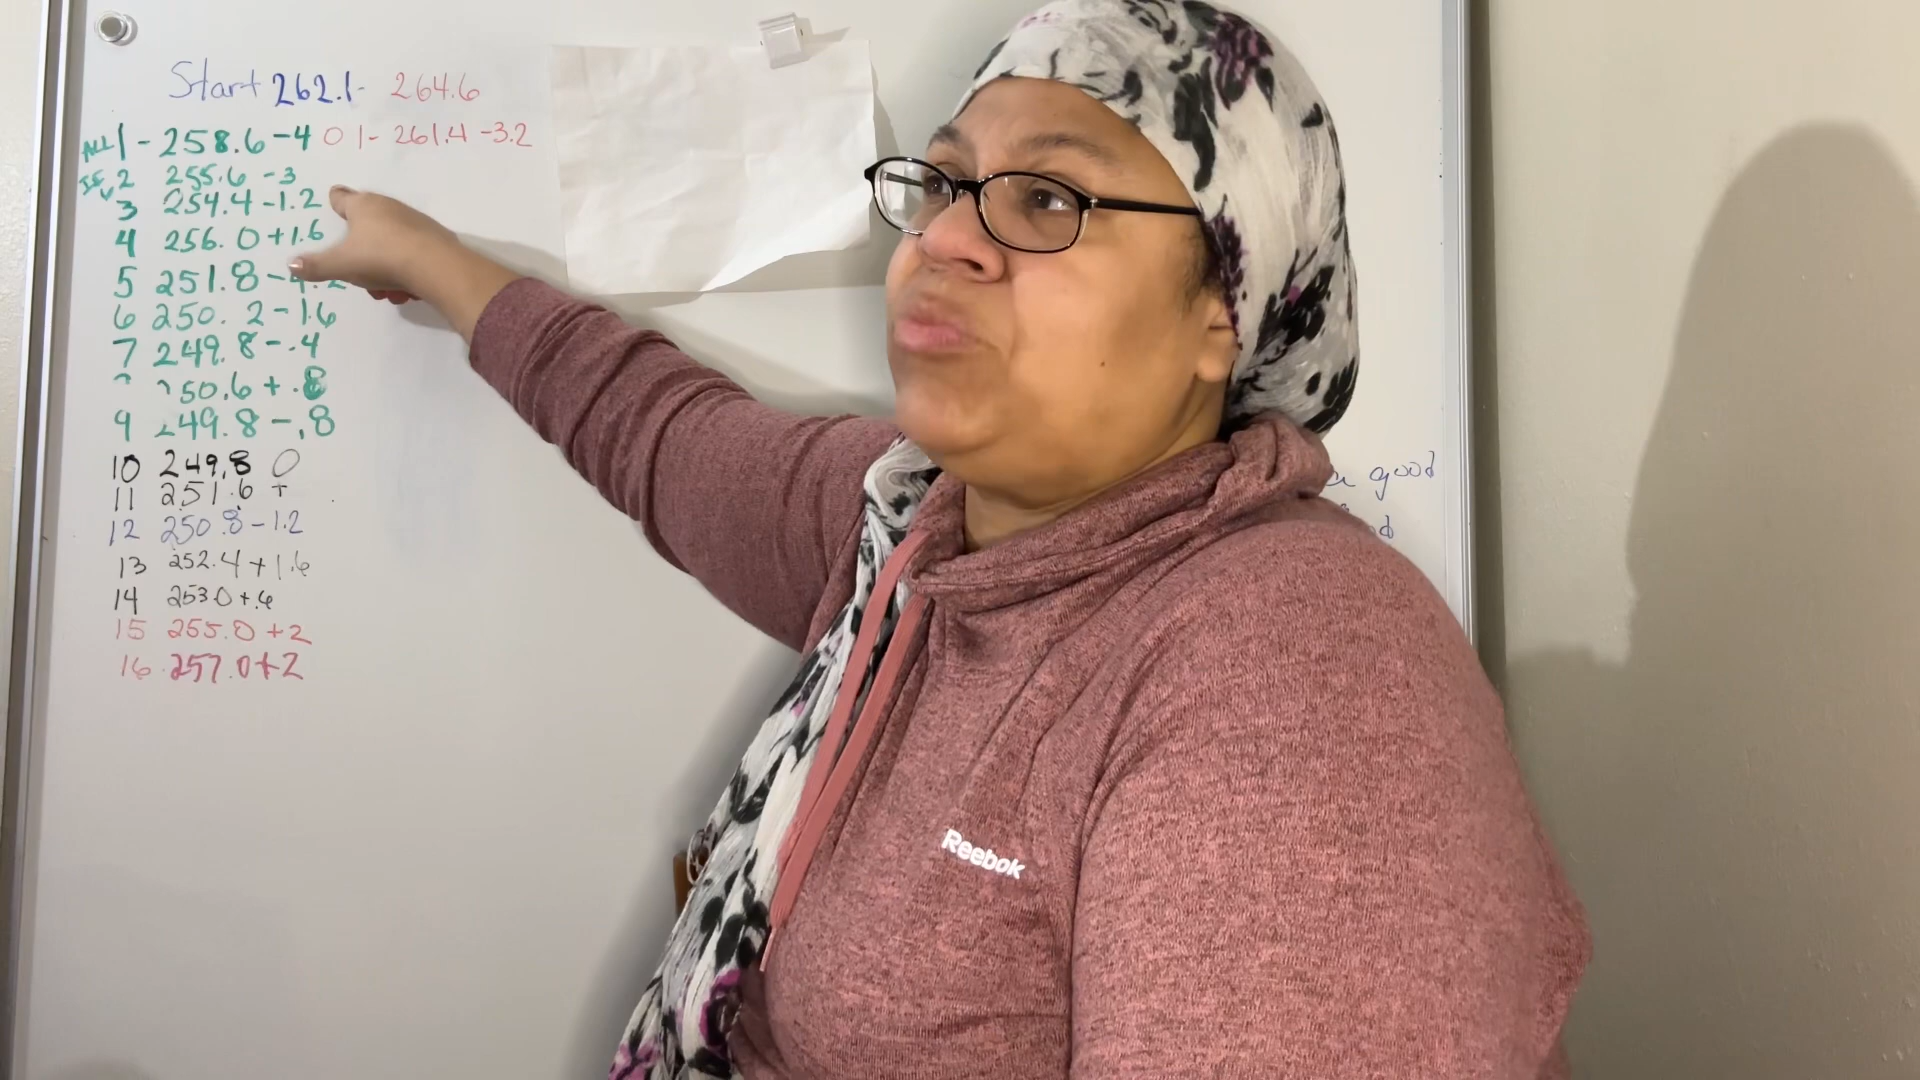 Start 262.1- 264.6
ALL 1 - 258.6 -4 0 1- 261.4 -3.2
2 255.6 -3
3 254.4 -1.2
4 256.0 +1.6
5 251.8 -4.2
6 250.2 -1.6
7 249.8 -.4
50.6 + .8
9 249.8 -.8
10 249.8 0
11 251.6 +
12 250.8 -1.2
13 252.4 +1.6
14 253.0 +.6
15 255.0 +2
16 257.0 +2
a good
Reebok